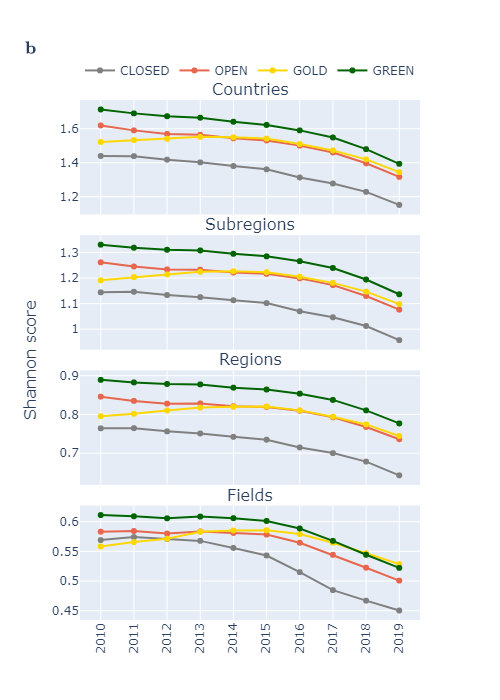 b
CLOSED OPEN GOLD GREEN
Countries
1.6
1.4
1.2
Subregions
1.3
1.2
1.1
1
Shannon score
Regions
0.9
0.8
0.7
Fields
0.6
0.55
0.5
0.45
2010 2011 2012 2013 2014 2015 2016 2017 2018 2019